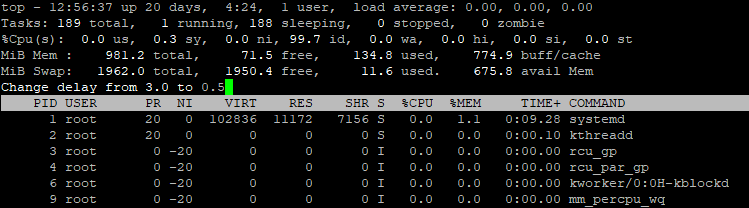 top - 12:56:37 up 20 days,  4:24,  1 user,  load average: 0.00, 0.00, 0.00
Tasks: 189 total,   1 running, 188 sleeping,   0 stopped,   0 zombie
%Cpu(s):  0.0 us,  0.3 sy,  0.0 ni, 99.7 id,  0.0 wa,  0.0 hi,  0.0 si,  0.0 st
MiB Mem :    981.2 total,     71.5 free,    134.8 used,    774.9 buff/cache
MiB Swap:   1962.0 total,   1950.4 free,     11.6 used.    675.8 avail Mem
Change delay from 3.0 to 0.5
PID USER      PR  NI    VIRT    RES    SHR S  %CPU  %MEM     TIME+ COMMAND
1 root      20   0  102836  11172   7156 S   0.0   1.1   0:09.28 systemd
2 root      20   0       0      0      0 S   0.0   0.0   0:00.10 kthreadd
3 root       0 -20       0      0      0 I   0.0   0.0   0:00.00 rcu_gp
4 root       0 -20       0      0      0 I   0.0   0.0   0:00.00 rcu_par_gp
6 root       0 -20       0      0      0 I   0.0   0.0   0:00.00 kworker/0:0H-kblockd
9 root       0 -20       0      0      0 I   0.0   0.0   0:00.00 mm_percpu_wq